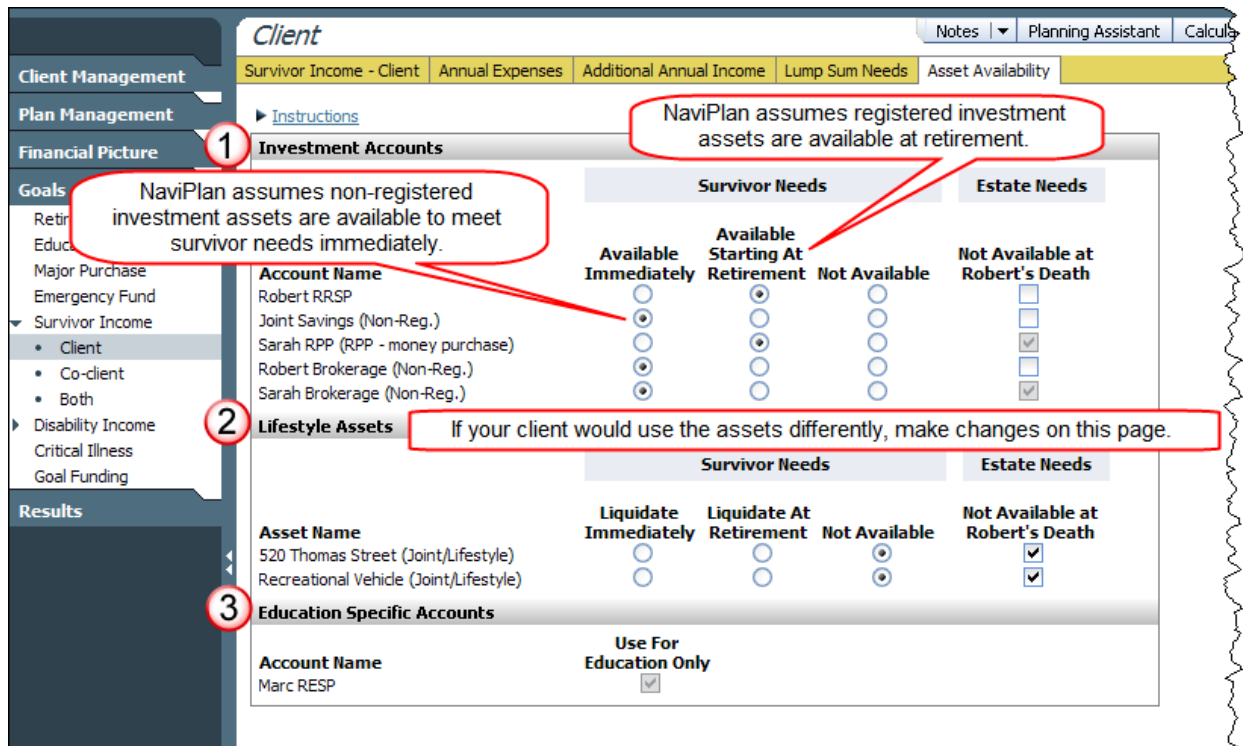 Client
Notes
Planning Assistant
Client Management
Survivor Income - Client
Annual Expenses
Additional Annual Income
Lump Sum Needs
Asset Availability
Plan Management
Instructions
NaviPlan assumes registered investment
assets are available at retirement.
Financial Picture
1
Investment Accounts
Goals
NaviPlan assumes non-registered
investment assets are available to meet
survivor needs immediately.
Survivor Needs
Estate Needs
Major Purchase
Emergency Fund
Survivor Income
Client
Co-client
Both
Disability Income
Critical Illness
Goal Funding
Results
Account Name
Available
Immediately
Available
Starting At
Retirement
Not Available
Not Available at
Robert's Death
Robert RRSP
Joint Savings (Non-Reg.)
Sarah RPP (RPP - money purchase)
Robert Brokerage (Non-Reg.)
Sarah Brokerage (Non-Reg.)
2
Lifestyle Assets
If your client would use the assets differently, make changes on this page.
Survivor Needs
Estate Needs
Asset Name
Liquidate
Immediately
Liquidate At
Retirement
Not Available
Not Available at
Robert's Death
520 Thomas Street (Joint/Lifestyle)
Recreational Vehicle (Joint/Lifestyle)
3
Education Specific Accounts
Account Name
Use For
Education Only
Marc RESP